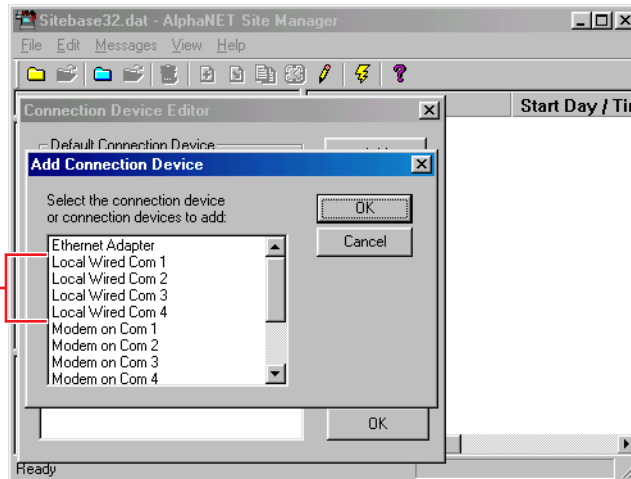 Sitebase32.dat - AlphaNET Site Manager
File Edit Messages View Help
Start Day / Ti
Connection Device Editor
Default Connection Device
Add Connection Device
Select the connection device
or connection devices to add:
OK
Cancel
Ethernet Adapter
Local Wired Com 1
Local Wired Com 2
Local Wired Com 3
Local Wired Com 4
Modem on Com 1
Modem on Com 2
Modem on Com 3
Modem on Com 4
OK
Ready